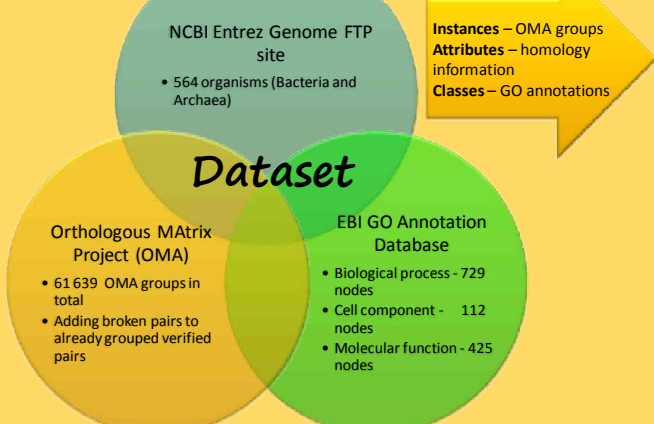 NCBI Entrez Genome FTP
site
• 564 organisms (Bacteria and
Archaea)
Instances – OMA groups
Attributes – homology
information
Classes – GO annotations
Dataset
Orthologous MAtrix
Project (OMA)
• 61 639 OMA groups in
total
• Adding broken pairs to
already grouped verified
pairs
EBI GO Annotation
Database
• Biological process - 729
nodes
• Cell component - 112
nodes
• Molecular function - 425
nodes